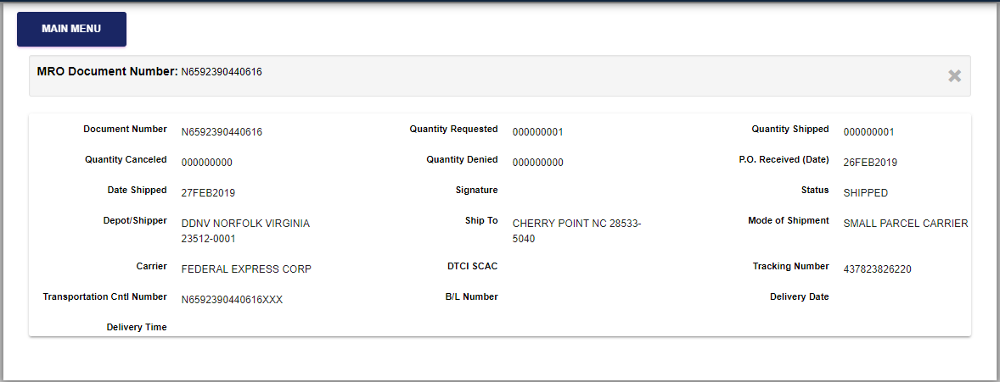 MAIN MENU
MRO Document Number: N6592390440616
Document Number N6592390440616 Quantity Requested 000000001 Quantity Shipped 000000001
Quantity Canceled 000000000 Quantity Denied 000000000 P.O. Received (Date) 26FEB2019
Date Shipped 27FEB2019 Signature Status SHIPPED
Depot/Shipper DDNV NORFOLK VIRGINIA Ship To CHERRY POINT NC 28533- Mode of Shipment SMALL PARCEL CARRIER
23512-0001 5040
Carrier FEDERAL EXPRESS CORP DTCI SCAC Tracking Number 437823826220
Transportation Cntl Number N6592390440616XXX B/L Number Delivery Date
Delivery Time